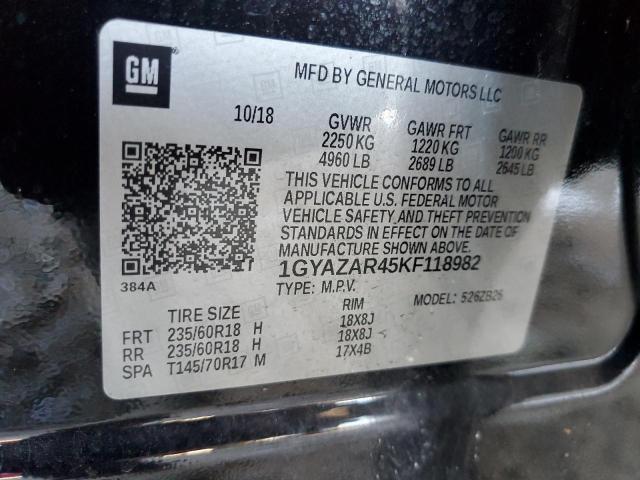 GM
MFD BY GENERAL MOTORS LLC
10/18
GVWR GAWR FRT GAWR RR
2250 KG 1220 KG 1200 KG
4960 LB 2689 LB 2645 LB
THIS VEHICLE CONFORMS TO ALL
APPLICABLE U.S. FEDERAL MOTOR
VEHICLE SAFETY AND THEFT PREVENTION
STANDARDS IN EFFECT ON THE DATE OF
MANUFACTURE SHOWN ABOVE.
384A
1GYAZAR45KF118982
TYPE: M.P.V. MODEL: 526ZB26
TIRE SIZE RIM
FRT 235/60R18 H 18X8J
RR 235/60R18 H 18X8J
SPA T145/70R17 M 17X4B